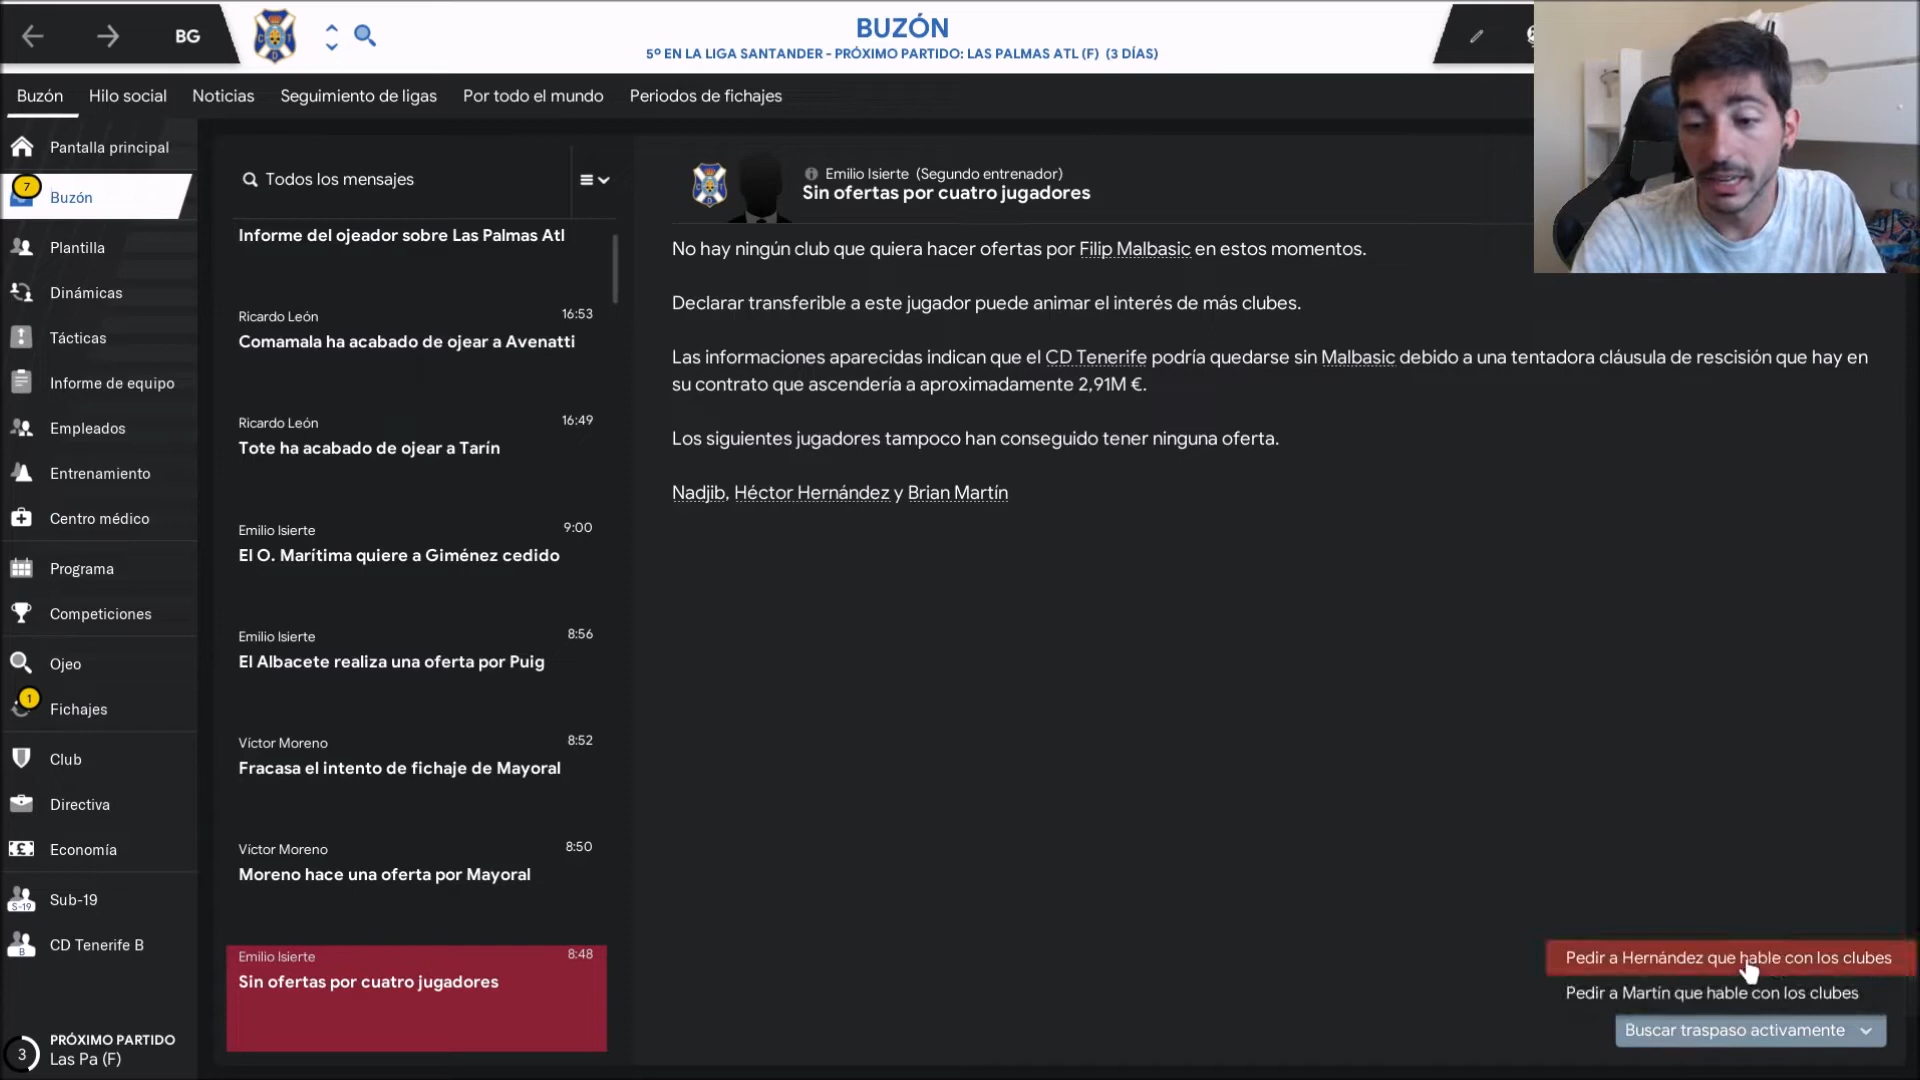 BG
BUZÓN
5º EN LA LIGA SANTANDER - PRÓXIMO PARTIDO: LAS PALMAS ATL (F) (3 DÍAS)
Buzón
Hilo social
Noticias
Seguimiento de ligas
Por todo el mundo
Periodos de fichajes
Pantalla principal
7
Buzón
Plantilla
Dinámicas
Tácticas
Informe de equipo
Empleados
Entrenamiento
Centro médico
Programa
Competiciones
Ojeo
1
Fichajes
Club
Directiva
Economía
S-19
Sub-19
B
CD Tenerife B
3
PRÓXIMO PARTIDO
Las Pa (F)
Todos los mensajes
Informe del ojeador sobre Las Palmas Atl
Ricardo León 16:53
Comamala ha acabado de ojear a Avenatti
Ricardo León 16:49
Tote ha acabado de ojear a Tarín
Emilio Isierte 9:00
El O. Marítima quiere a Giménez cedido
Emilio Isierte 8:56
El Albacete realiza una oferta por Puig
Víctor Moreno 8:52
Fracasa el intento de fichaje de Mayoral
Víctor Moreno 8:50
Moreno hace una oferta por Mayoral
Emilio Isierte 8:48
Sin ofertas por cuatro jugadores
Emilio Isierte (Segundo entrenador)
Sin ofertas por cuatro jugadores
No hay ningún club que quiera hacer ofertas por Filip Malbasic en estos momentos.
Declarar transferible a este jugador puede animar el interés de más clubes.
Las informaciones aparecidas indican que el CD Tenerife podría quedarse sin Malbasic debido a una tentadora cláusula de rescisión que hay en
su contrato que ascendería a aproximadamente 2,91M €.
Los siguientes jugadores tampoco han conseguido tener ninguna oferta.
Nadjib, Héctor Hernández y Brian Martín
Pedir a Hernández que hable con los clubes
Pedir a Martín que hable con los clubes
Buscar traspaso activamente